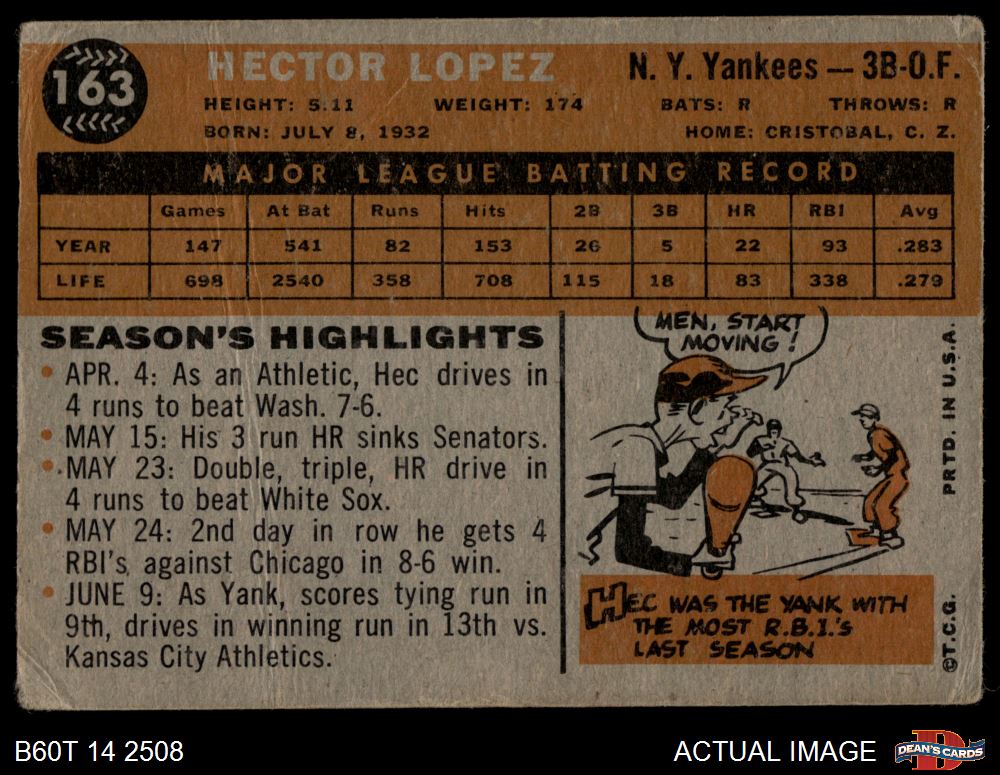 163
HECTOR LOPEZ
N. Y. Yankees — 3B-O.F.
HEIGHT: 5:11 WEIGHT: 174 BATS: R THROWS: R
BORN: JULY 8, 1932 HOME: CRISTOBAL, C. Z.
MAJOR LEAGUE BATTING RECORD
Games At Bat Runs Hits 2B 3B HR RBI Avg
YEAR 147 541 82 153 26 5 22 93 .283
LIFE 698 2540 358 708 115 18 83 338 .279
SEASON'S HIGHLIGHTS
• APR. 4: As an Athletic, Hec drives in
4 runs to beat Wash. 7-6.
• MAY 15: His 3 run HR sinks Senators.
• MAY 23: Double, triple, HR drive in
4 runs to beat White Sox.
• MAY 24: 2nd day in row he gets 4
RBI's against Chicago in 8-6 win.
• JUNE 9: As Yank, scores tying run in
9th, drives in winning run in 13th vs.
Kansas City Athletics.
MEN, START
MOVING!
HEC WAS THE YANK WITH
THE MOST R.B.I.'s
LAST SEASON
©T.C.G. PRTD. IN U.S.A.
B60T 14 2508
ACTUAL IMAGE
D
DEAN'S CARDS